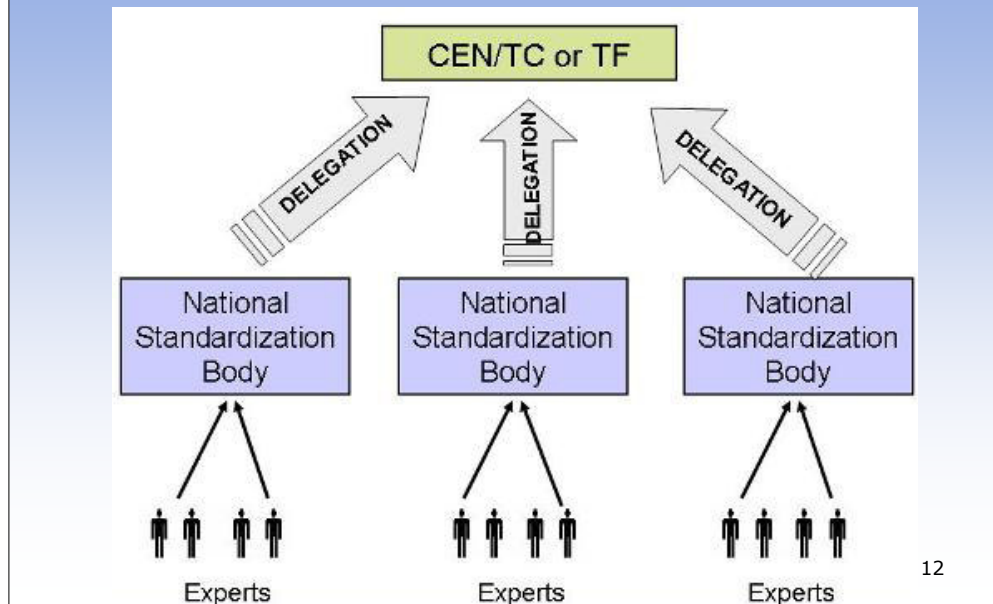 CEN/TC or TF
DELEGATION
DELEGATION
DELEGATION
National
Standardization
Body
National
Standardization
Body
National
Standardization
Body
Experts
Experts
Experts
12